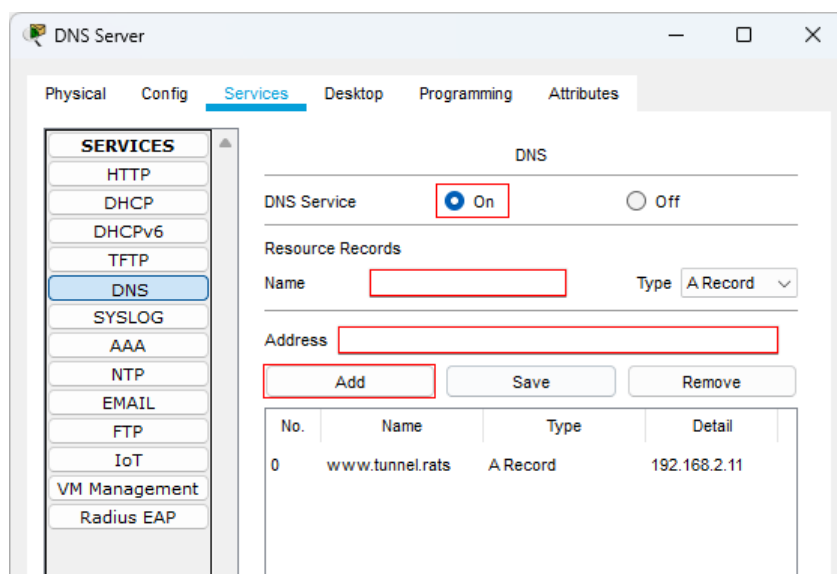 DNS Server
Physical Config Services Desktop Programming Attributes
SERVICES
HTTP
DHCP
DHCPv6
TFTP
DNS
SYSLOG
AAA
NTP
EMAIL
FTP
IoT
VM Management
Radius EAP
DNS
DNS Service On Off
Resource Records
Name Type A Record
Address
Add Save Remove
No. Name Type Detail
0 www.tunnel.rats A Record 192.168.2.11